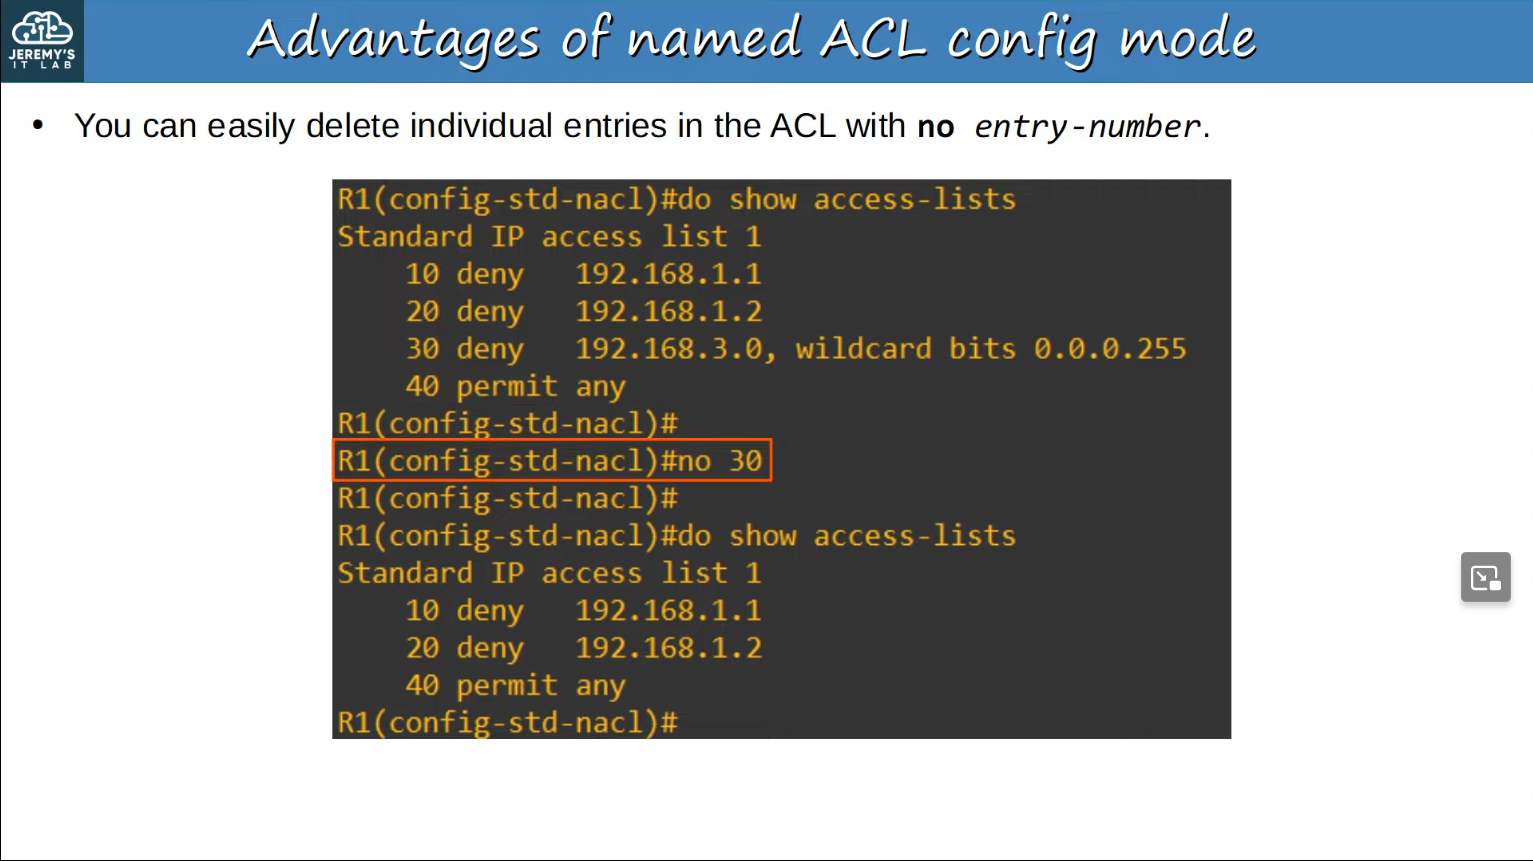 JEREMY'S
IT LAB
Advantages of named ACL config mode
• You can easily delete individual entries in the ACL with no entry-number.
R1(config-std-nacl)#do show access-lists
Standard IP access list 1
    10 deny   192.168.1.1
    20 deny   192.168.1.2
    30 deny   192.168.3.0, wildcard bits 0.0.0.255
    40 permit any
R1(config-std-nacl)#
R1(config-std-nacl)#no 30
R1(config-std-nacl)#
R1(config-std-nacl)#do show access-lists
Standard IP access list 1
    10 deny   192.168.1.1
    20 deny   192.168.1.2
    40 permit any
R1(config-std-nacl)#